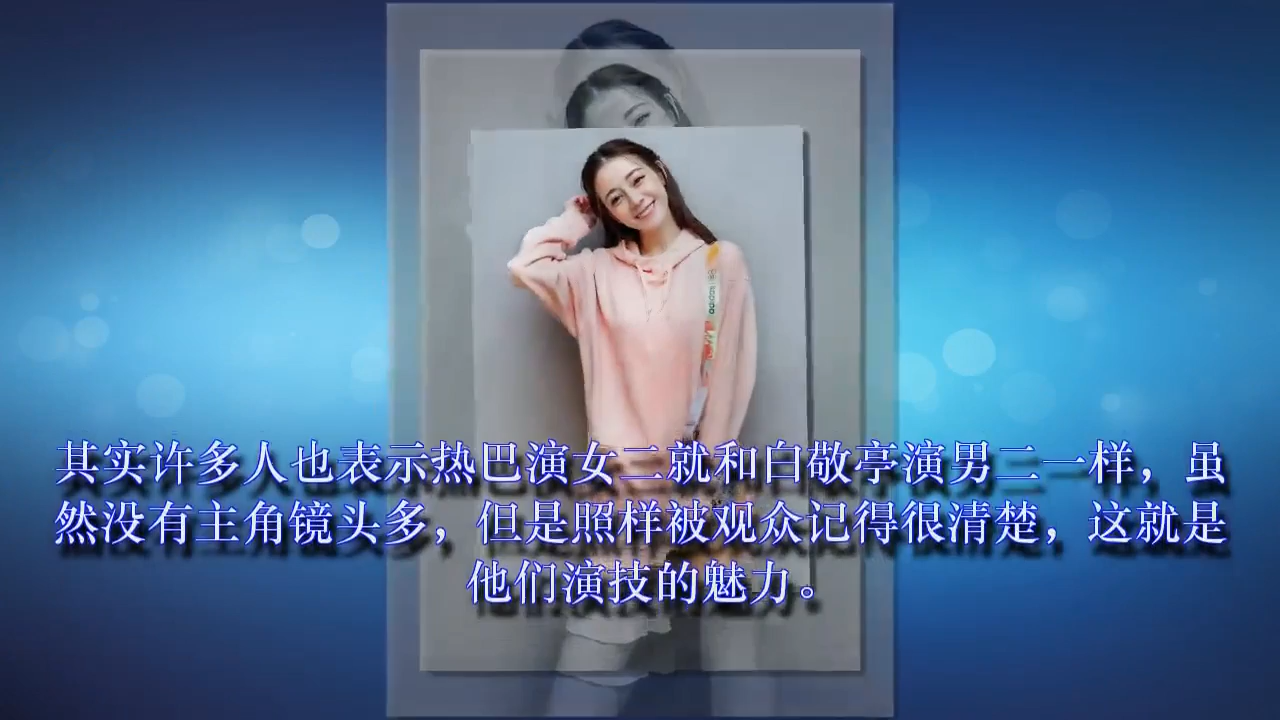 其实许多人也表示热巴演女二就和白敬亭演男二一样，虽
然没有主角镜头多，但是照样被观众记得很清楚，这就是
他们演技的魅力。